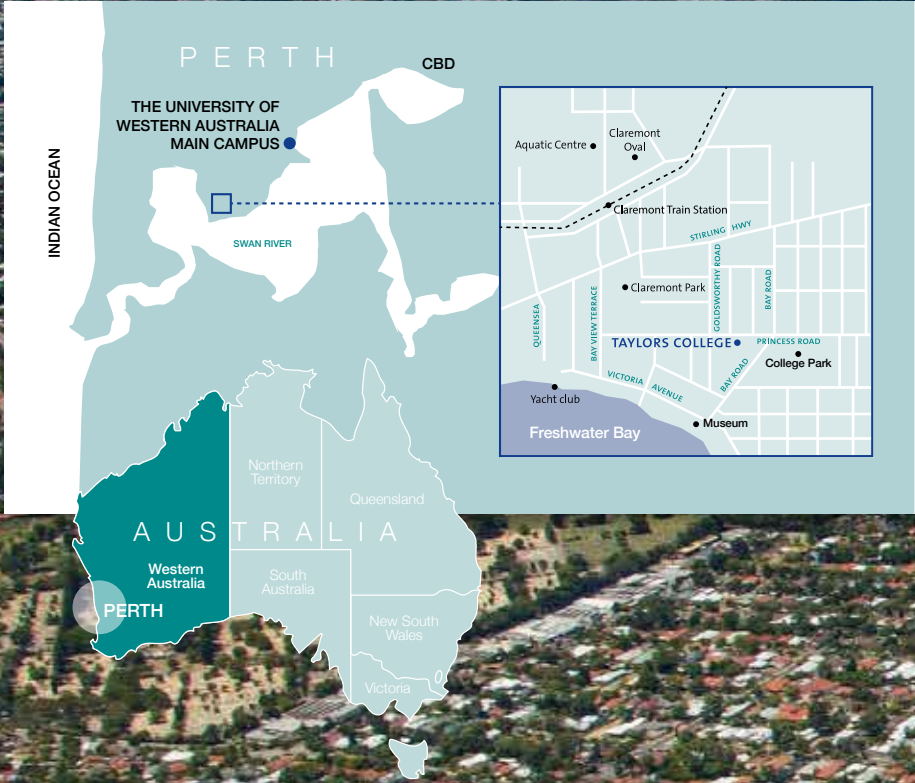 PERTH
CBD
THE UNIVERSITY OF
WESTERN AUSTRALIA
MAIN CAMPUS
INDIAN OCEAN
SWAN RIVER
Aquatic Centre
Claremont
Oval
Claremont Train Station
STIRLING HWY
Claremont Park
GOLDSWORTHY ROAD
BAY ROAD
QUEENSEA
BAY VIEW TERRACE
TAYLORS COLLEGE
PRINCESS ROAD
College Park
BAY ROAD
VICTORIA AVENUE
Yacht club
Museum
Freshwater Bay
Northern
Territory
Queensland
AUSTRALIA
Western
Australia
South
Australia
PERTH
New South
Wales
Victoria